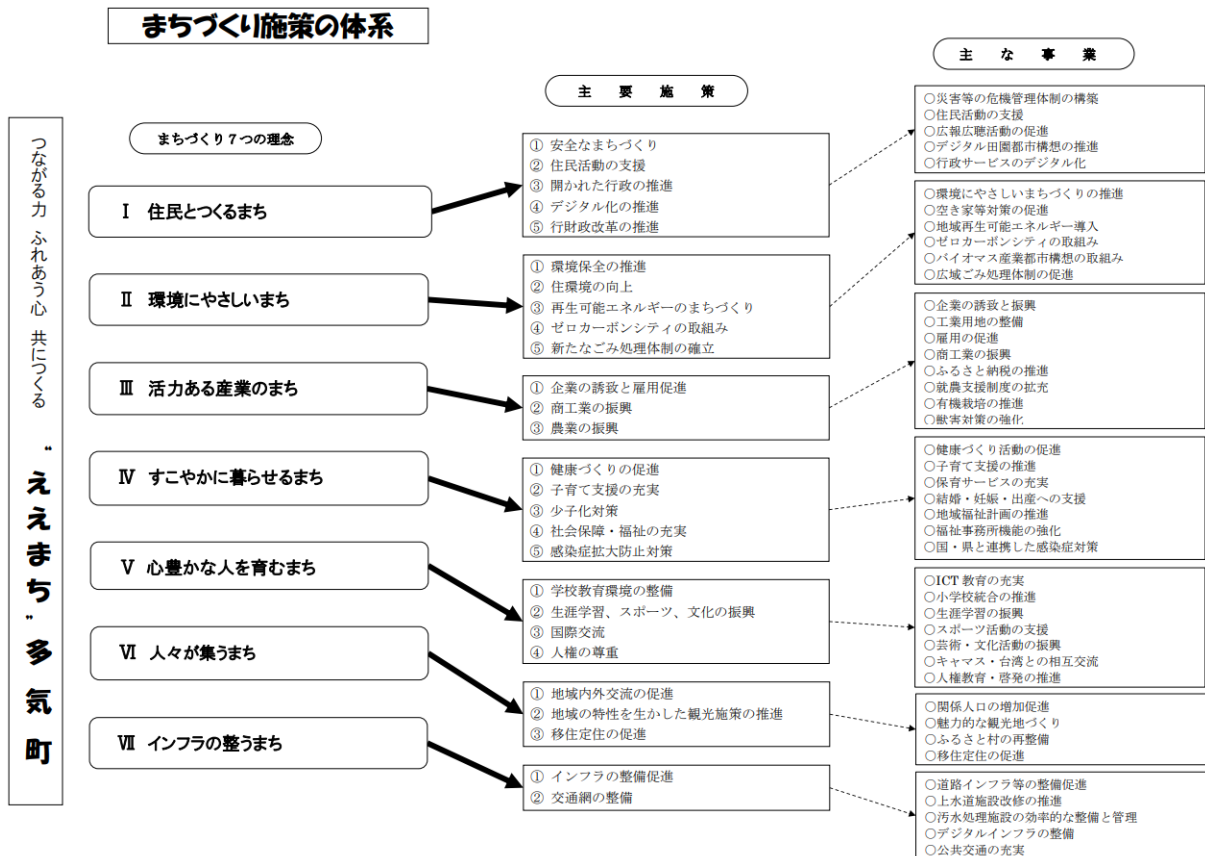 まちづくり施策の体系
つながる力 ふれあう心 共につくる
“ええまち”多気町
まちづくり7つの理念
Ⅰ 住民とつくるまち
Ⅱ 環境にやさしいまち
Ⅲ 活力ある産業のまち
Ⅳ すこやかに暮らせるまち
Ⅴ 心豊かな人を育むまち
Ⅵ 人々が集うまち
Ⅶ インフラの整うまち
主要施策
① 安全なまちづくり
② 住民活動の支援
③ 開かれた行政の推進
④ デジタル化の推進
⑤ 行財政改革の推進
① 環境保全の推進
② 住環境の向上
③ 再生可能エネルギーのまちづくり
④ ゼロカーボンシティの取組み
⑤ 新たなごみ処理体制の確立
① 企業の誘致と雇用促進
② 商工業の振興
③ 農業の振興
① 健康づくりの促進
② 子育て支援の充実
③ 少子化対策
④ 社会保障・福祉の充実
⑤ 感染症拡大防止対策
① 学校教育環境の整備
② 生涯学習、スポーツ、文化の振興
③ 国際交流
④ 人権の尊重
① 地域内外交流の促進
② 地域の特性を生かした観光施策の推進
③ 移住定住の促進
① インフラの整備促進
② 交通網の整備
主な事業
○災害等の危機管理体制の構築
○住民活動の支援
○広報広聴活動の促進
○デジタル田園都市構想の推進
○行政サービスのデジタル化
○環境にやさしいまちづくりの推進
○空き家等対策の促進
○地域再生可能エネルギー導入
○ゼロカーボンシティの取組み
○バイオマス産業都市構想の取組み
○広域ごみ処理体制の促進
○企業の誘致と振興
○工業用地の整備
○雇用の促進
○商工業の振興
○ふるさと納税の推進
○就農支援制度の拡充
○有機栽培の推進
○獣害対策の強化
○健康づくり活動の促進
○子育て支援の推進
○保育サービスの充実
○結婚・妊娠・出産への支援
○地域福祉計画の推進
○福祉事務所機能の強化
○国・県と連携した感染症対策
○ICT 教育の充実
○小学校統合の推進
○生涯学習の振興
○スポーツ活動の支援
○芸術・文化活動の振興
○キャマス・台湾との相互交流
○人権教育・啓発の推進
○関係人口の増加促進
○魅力的な観光地づくり
○ふるさと村の再整備
○移住定住の促進
○道路インフラ等の整備促進
○上水道施設改修の推進
○汚水処理施設の効率的な整備と管理
○デジタルインフラの整備
○公共交通の充実